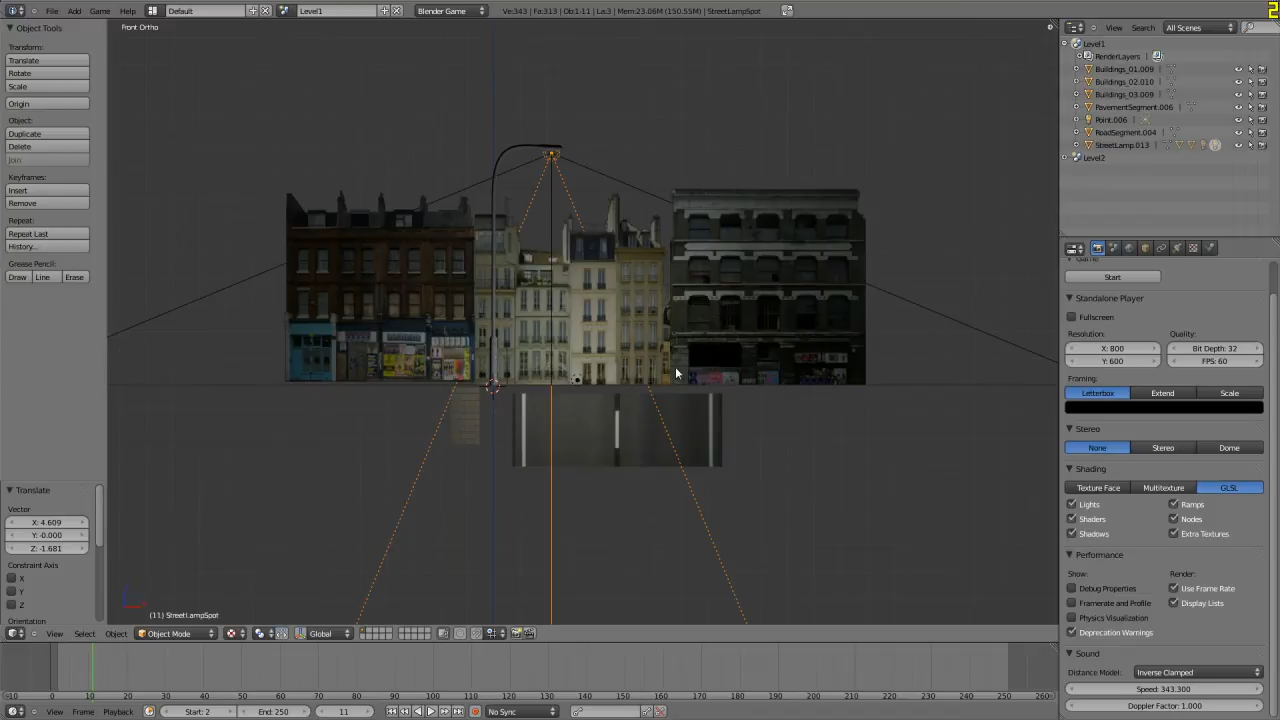 File Add Render Help Default Level1 Blender Game Ve:343 | Fa:313 | Ob:1-11 | La:3 | Mem:23.06M (150.55M) | StreetLampSpot
2
Object Tools
Transform:
Translate
Rotate
Scale
Origin
Object:
Duplicate
Delete
Join
Keyframes:
Insert
Remove
Repeat:
Repeat Last
History...
Grease Pencil:
Draw Line Erase
Translate
Vector
X: 4.609
Y: -0.000
Z: -1.681
Constraint Axis
X
Y
Z
Orientation
Front Ortho
(11) StreetLampSpot
View Select Object Object Mode Global
-10 0 10 20 30 40 50 60 70 80 90 100 110 120 130 140 150 160 170 180 190 200 210 220 230 240 260
View Frame Playback Start: 2 End: 250 11 No Sync
View Search All Scenes
Level1
RenderLayers
Buildings_01.009
Buildings_02.010
Buildings_03.009
PavementSegment.006
Point.006
RoadSegment.004
StreetLamp.013
Level2
Game
Start
Standalone Player
Fullscreen
Resolution: Quality:
X: 800 Bit Depth: 32
Y: 600 FPS: 60
Framing:
Letterbox Extend Scale
Stereo
None Stereo Dome
Shading
Texture Face Multitexture GLSL
Lights Ramps
Shaders Nodes
Shadows Extra Textures
Performance
Show: Render:
Debug Properties Use Frame Rate
Framerate and Profile Display Lists
Physics Visualization
Deprecation Warnings
Sound
Distance Model: Inverse Clamped
Speed: 343.300
Doppler Factor: 1.000